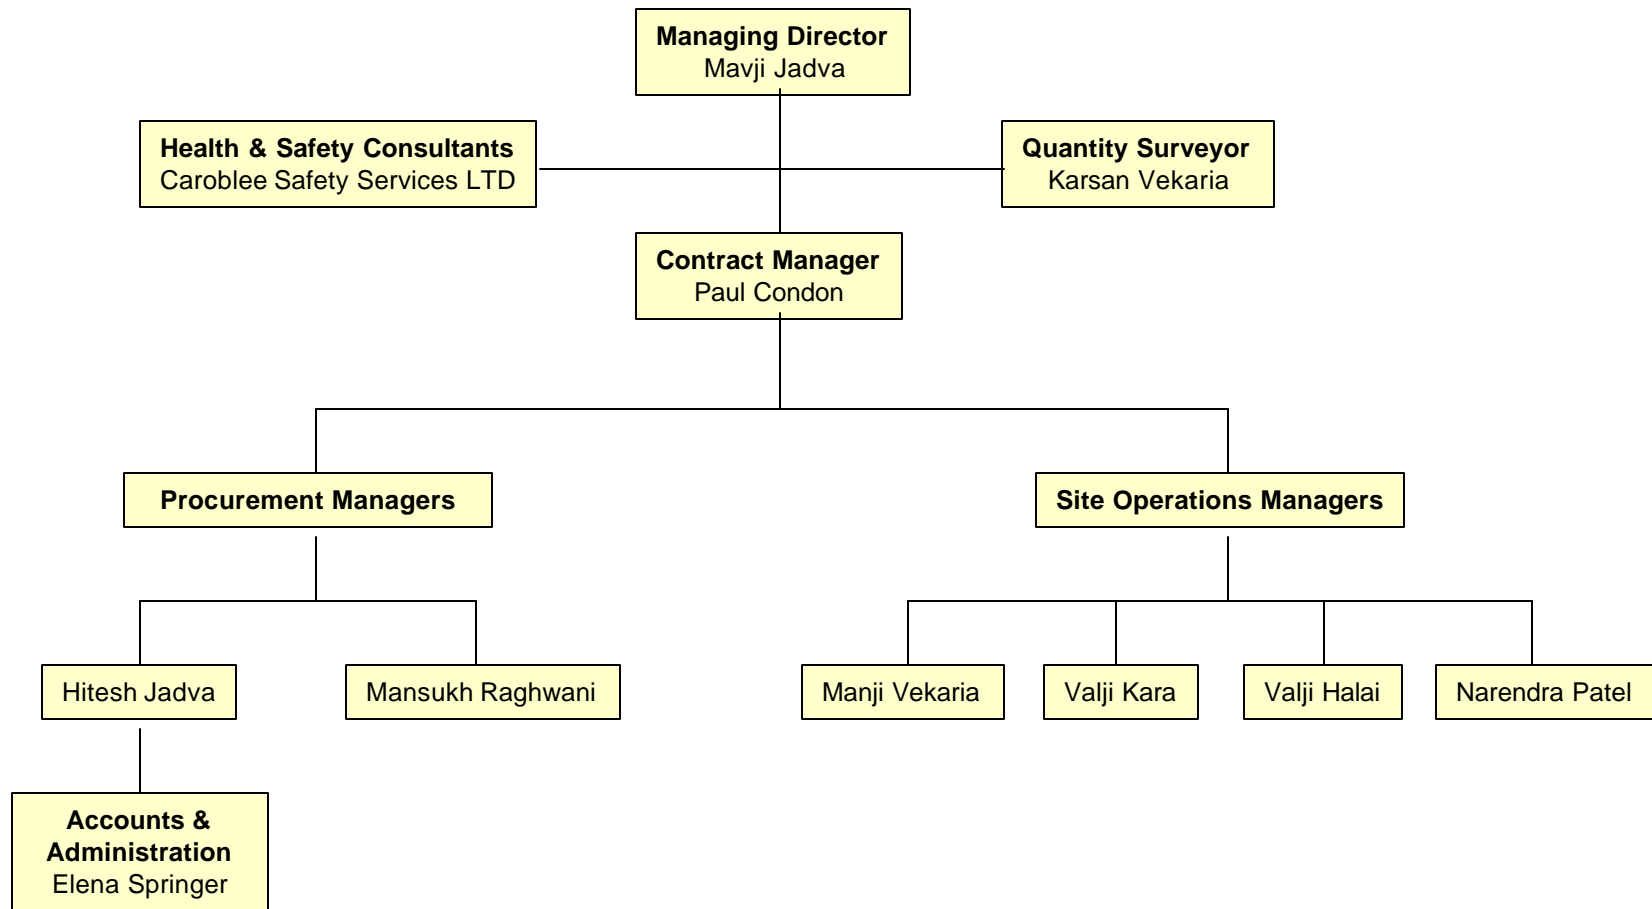 Managing Director
Mavji Jadva
Health & Safety Consultants
Caroblee Safety Services LTD
Quantity Surveyor
Karsan Vekaria
Contract Manager
Paul Condon
Procurement Managers
Site Operations Managers
Hitesh Jadva
Mansukh Raghwani
Manji Vekaria
Valji Kara
Valji Halai
Narendra Patel
Accounts &
Administration
Elena Springer